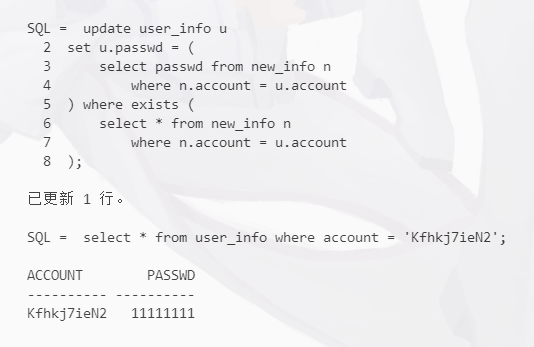 SQL =  update user_info u
  2  set u.passwd = (
  3      select passwd from new_info n
  4          where n.account = u.account
  5  ) where exists (
  6      select * from new_info n
  7          where n.account = u.account
  8  );
已更新 1 行。
SQL =  select * from user_info where account = 'Kfhkj7ieN2';
ACCOUNT        PASSWD
---------- ----------
Kfhkj7ieN2   11111111